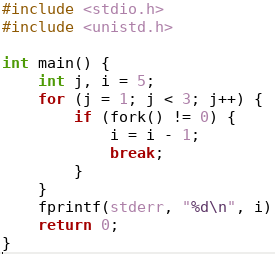 #include <stdio.h>
#include <unistd.h>

int main() {
    int j, i = 5;
    for (j = 1; j < 3; j++) {
        if (fork() != 0) {
            i = i - 1;
            break;
        }
    }
    fprintf(stderr, "%d\n", i)
    return 0;
}